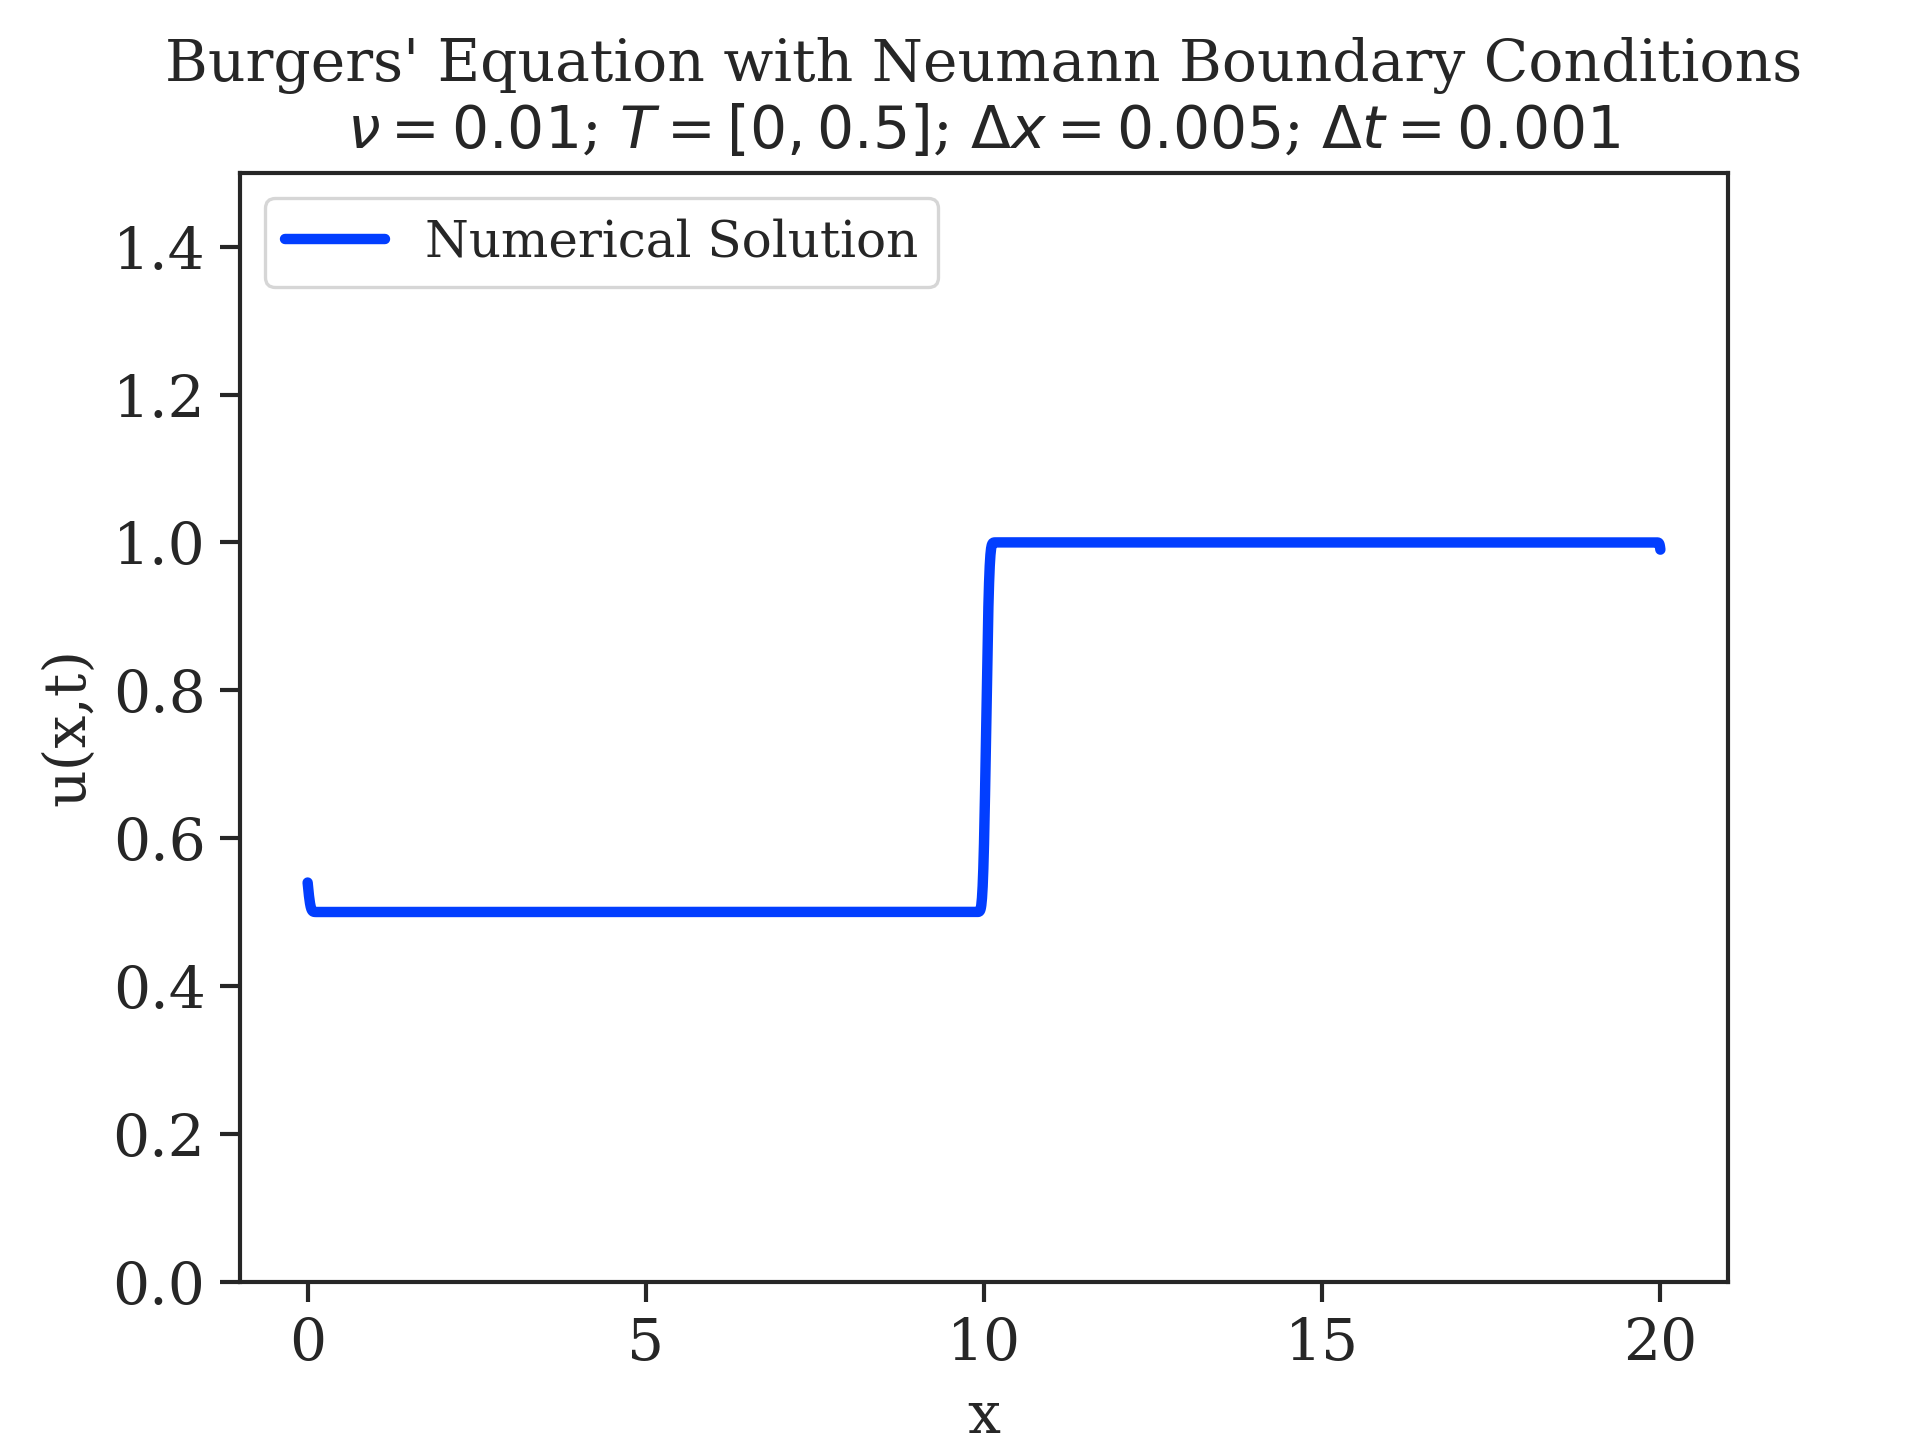 Burgers' Equation with Neumann Boundary Conditions
ν = 0.01; T = [0, 0.5]; Δx = 0.005; Δt = 0.001
Numerical Solution
1.4
1.2
1.0
0.8
0.6
0.4
0.2
0.0
u(x,t)
0 5 10 15 20
x